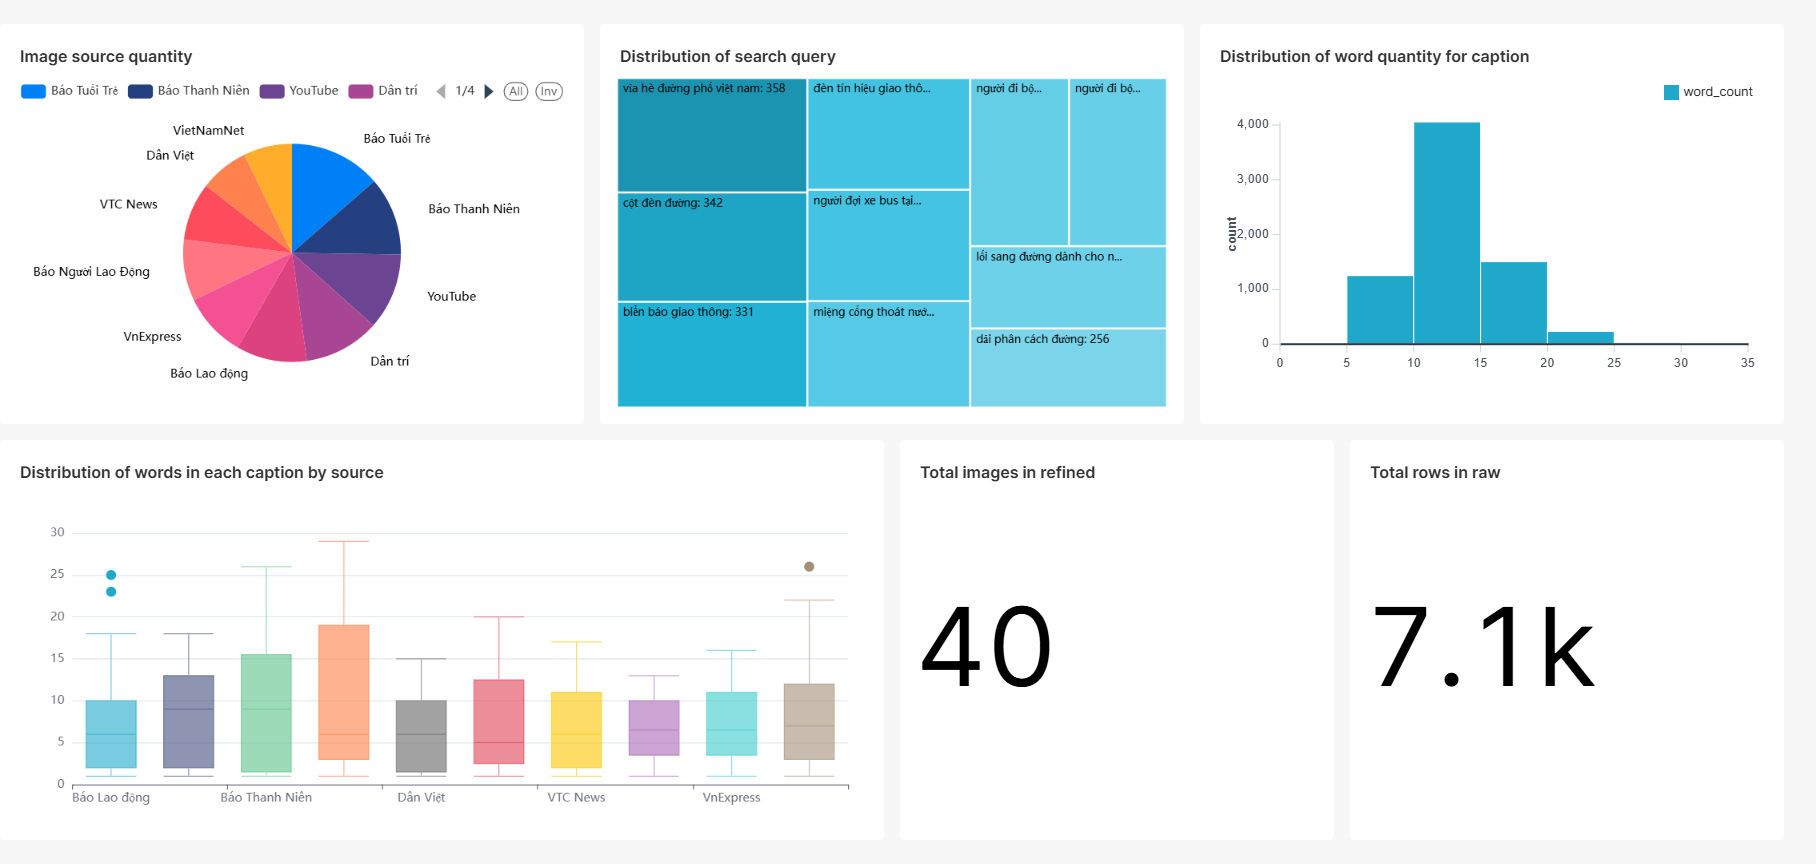 Image source quantity
Báo Tuổi Trẻ
Báo Thanh Niên
YouTube
Dân trí
1/4
All
Inv
VietNamNet
Báo Tuổi Trẻ
Dân Việt
VTC News
Báo Thanh Niên
Báo Người Lao Động
YouTube
VnExpress
Dân trí
Báo Lao động
Distribution of search query
vỉa hè đường phố việt nam: 358
đèn tín hiệu giao thô...
người đi bộ...
người đi bộ...
cột đèn đường: 342
người đợi xe bus tại...
lối sang đường dành cho n...
biển báo giao thông: 331
miệng cống thoát nướ...
dải phân cách đường: 256
Distribution of word quantity for caption
word_count
4,000
3,000
2,000
1,000
0
count
0 5 10 15 20 25 30 35
Distribution of words in each caption by source
30
25
20
15
10
5
0
Báo Lao động
Báo Thanh Niên
Dân Việt
VTC News
VnExpress
Total images in refined
40
Total rows in raw
7.1k